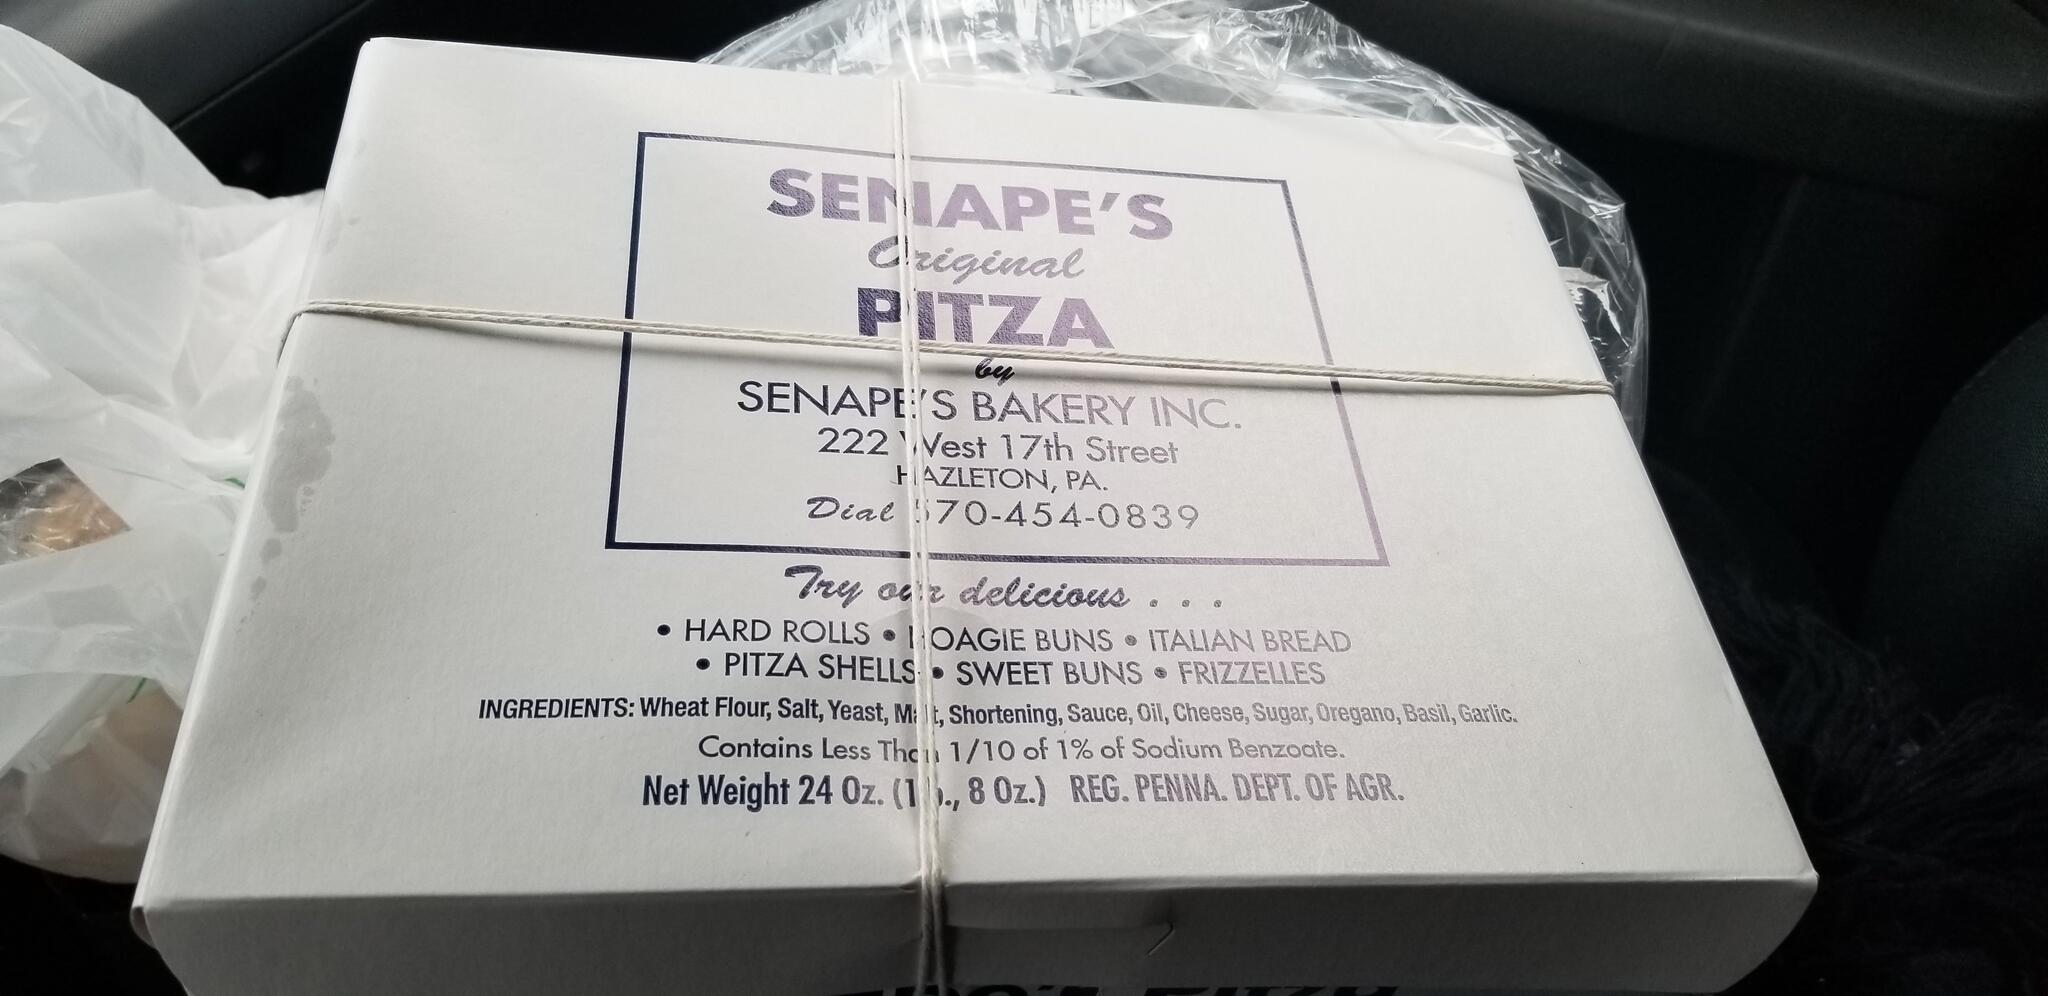 SENAPE'S
Original
PITZA
by
SENAPE'S BAKERY INC.
222 West 17th Street
HAZLETON, PA.
Dial 570-454-0839
Try our delicious . . .
• HARD ROLLS • HOAGIE BUNS • ITALIAN BREAD
• PITZA SHELLS • SWEET BUNS • FRIZZELLES
INGREDIENTS: Wheat Flour, Salt, Yeast, Malt, Shortening, Sauce, Oil, Cheese, Sugar, Oregano, Basil, Garlic.
Contains Less Than 1/10 of 1% of Sodium Benzoate.
Net Weight 24 Oz. (1 lb., 8 Oz.) REG. PENNA. DEPT. OF AGR.